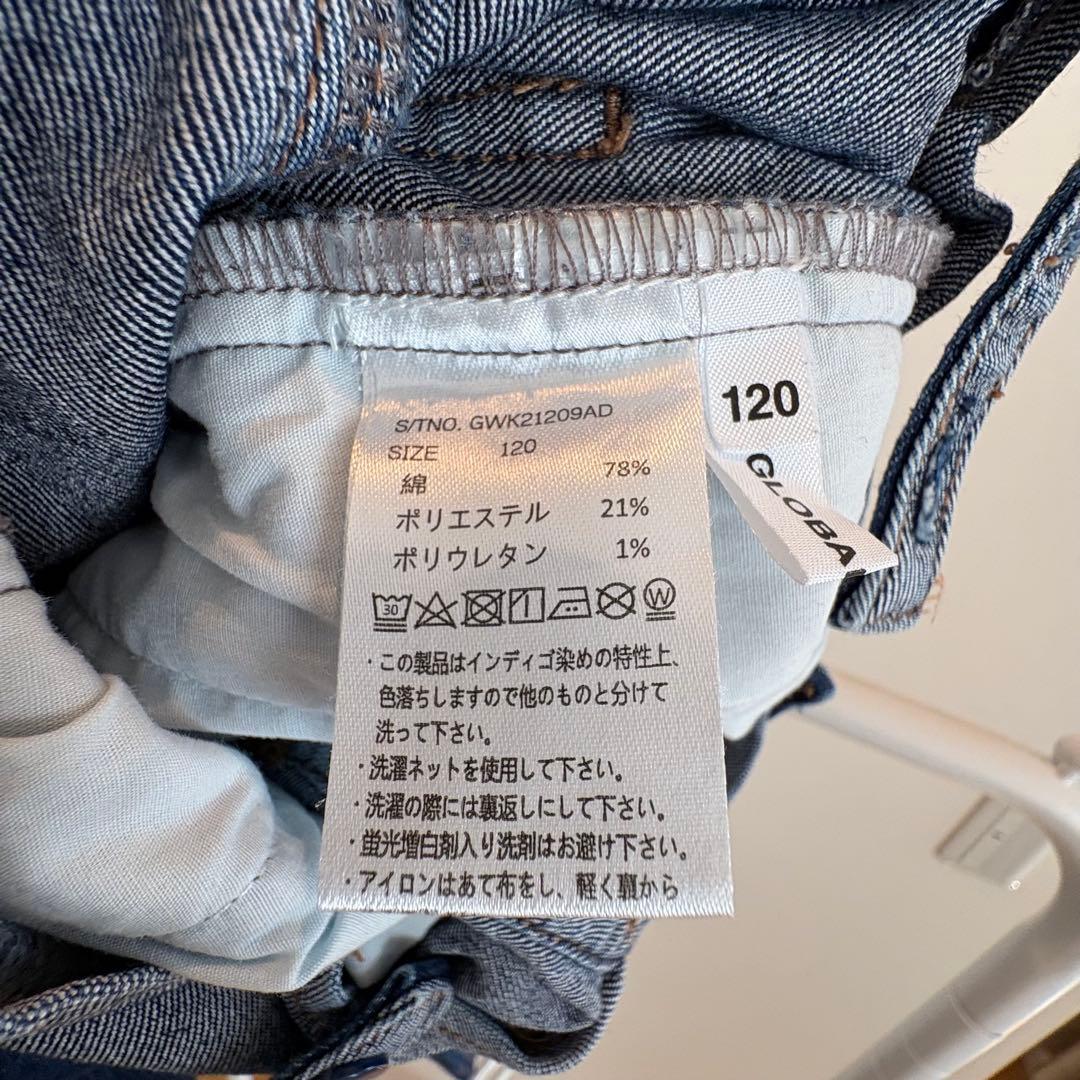 S/TNO. GWK21209AD
SIZE 120
綿 78%
ポリエステル 21%
ポリウレタン 1%
30
W
・この製品はインディゴ染めの特性上、
色落ちしますので他のものと分けて
洗って下さい。
・洗濯ネットを使用して下さい。
・洗濯の際には裏返しにして下さい。
・蛍光増白剤入り洗剤はお避け下さい。
・アイロンはあて布をし、軽く裏から
120
GLOBA